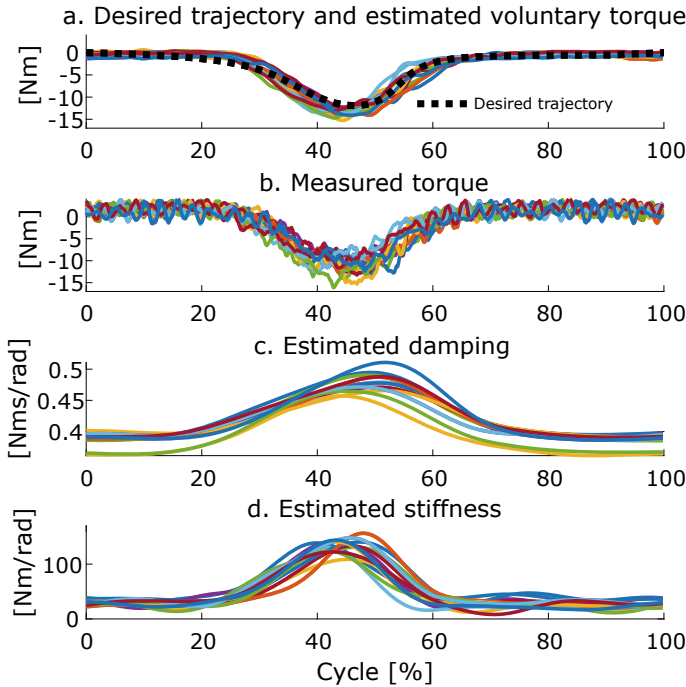 a. Desired trajectory and estimated voluntary torque
[Nm]
0
-5
-10
-15
Desired trajectory
0 20 40 60 80 100
b. Measured torque
[Nm]
0
-5
-10
-15
0 20 40 60 80 100
c. Estimated damping
[Nms/rad]
0.5
0.45
0.4
0 20 40 60 80 100
d. Estimated stiffness
[Nm/rad]
100
0
0 20 40 60 80 100
Cycle [%]